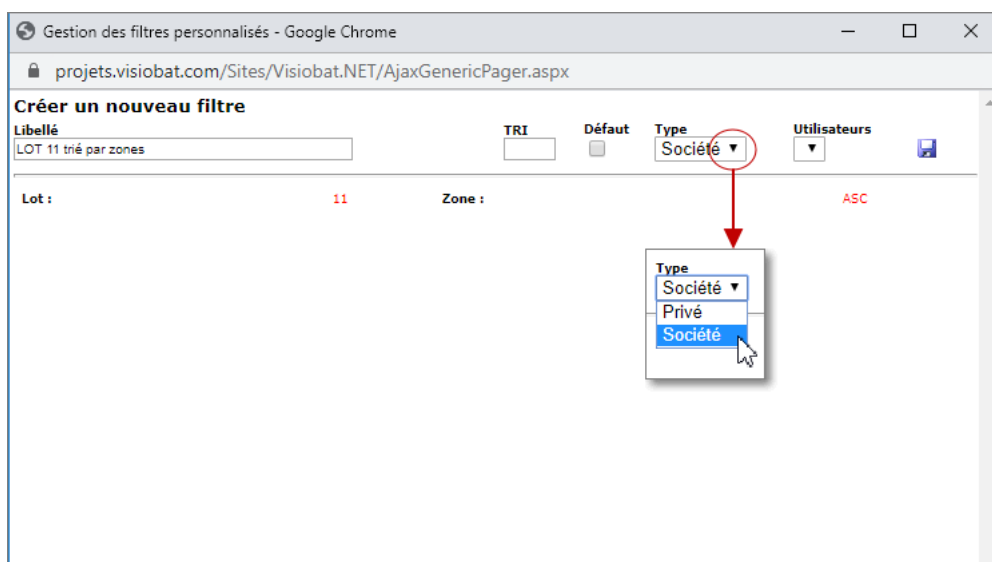 Gestion des filtres personnalisés - Google Chrome
projets.visiobat.com/Sites/Visiobat.NET/AjaxGenericPager.aspx
Créer un nouveau filtre
Libellé TRI Défaut Type Utilisateurs
LOT 11 trié par zones Société
Lot : 11 Zone : ASC
Type
Société
Privé
Société